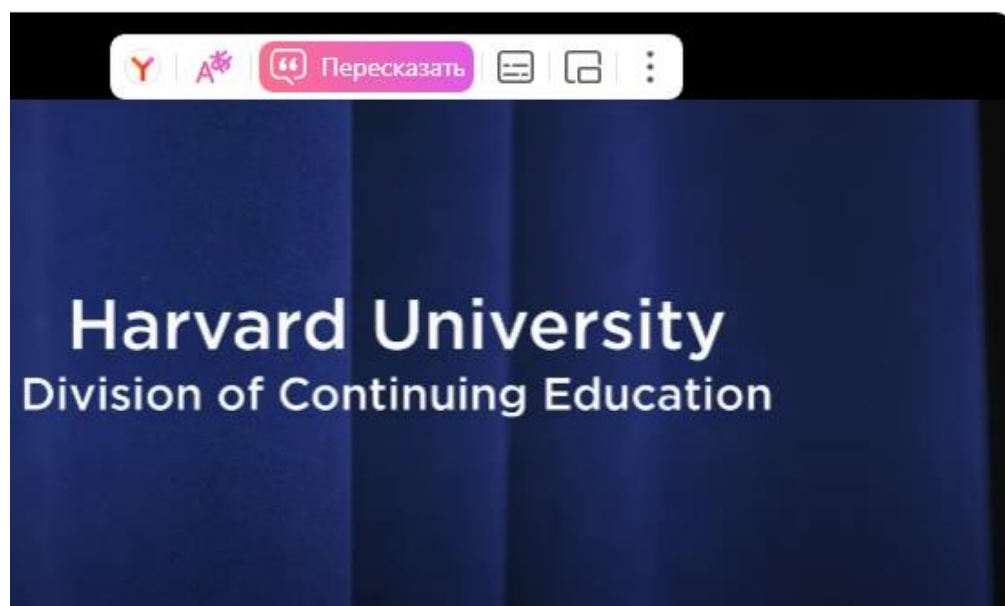 Пересказать
Harvard University
Division of Continuing Education